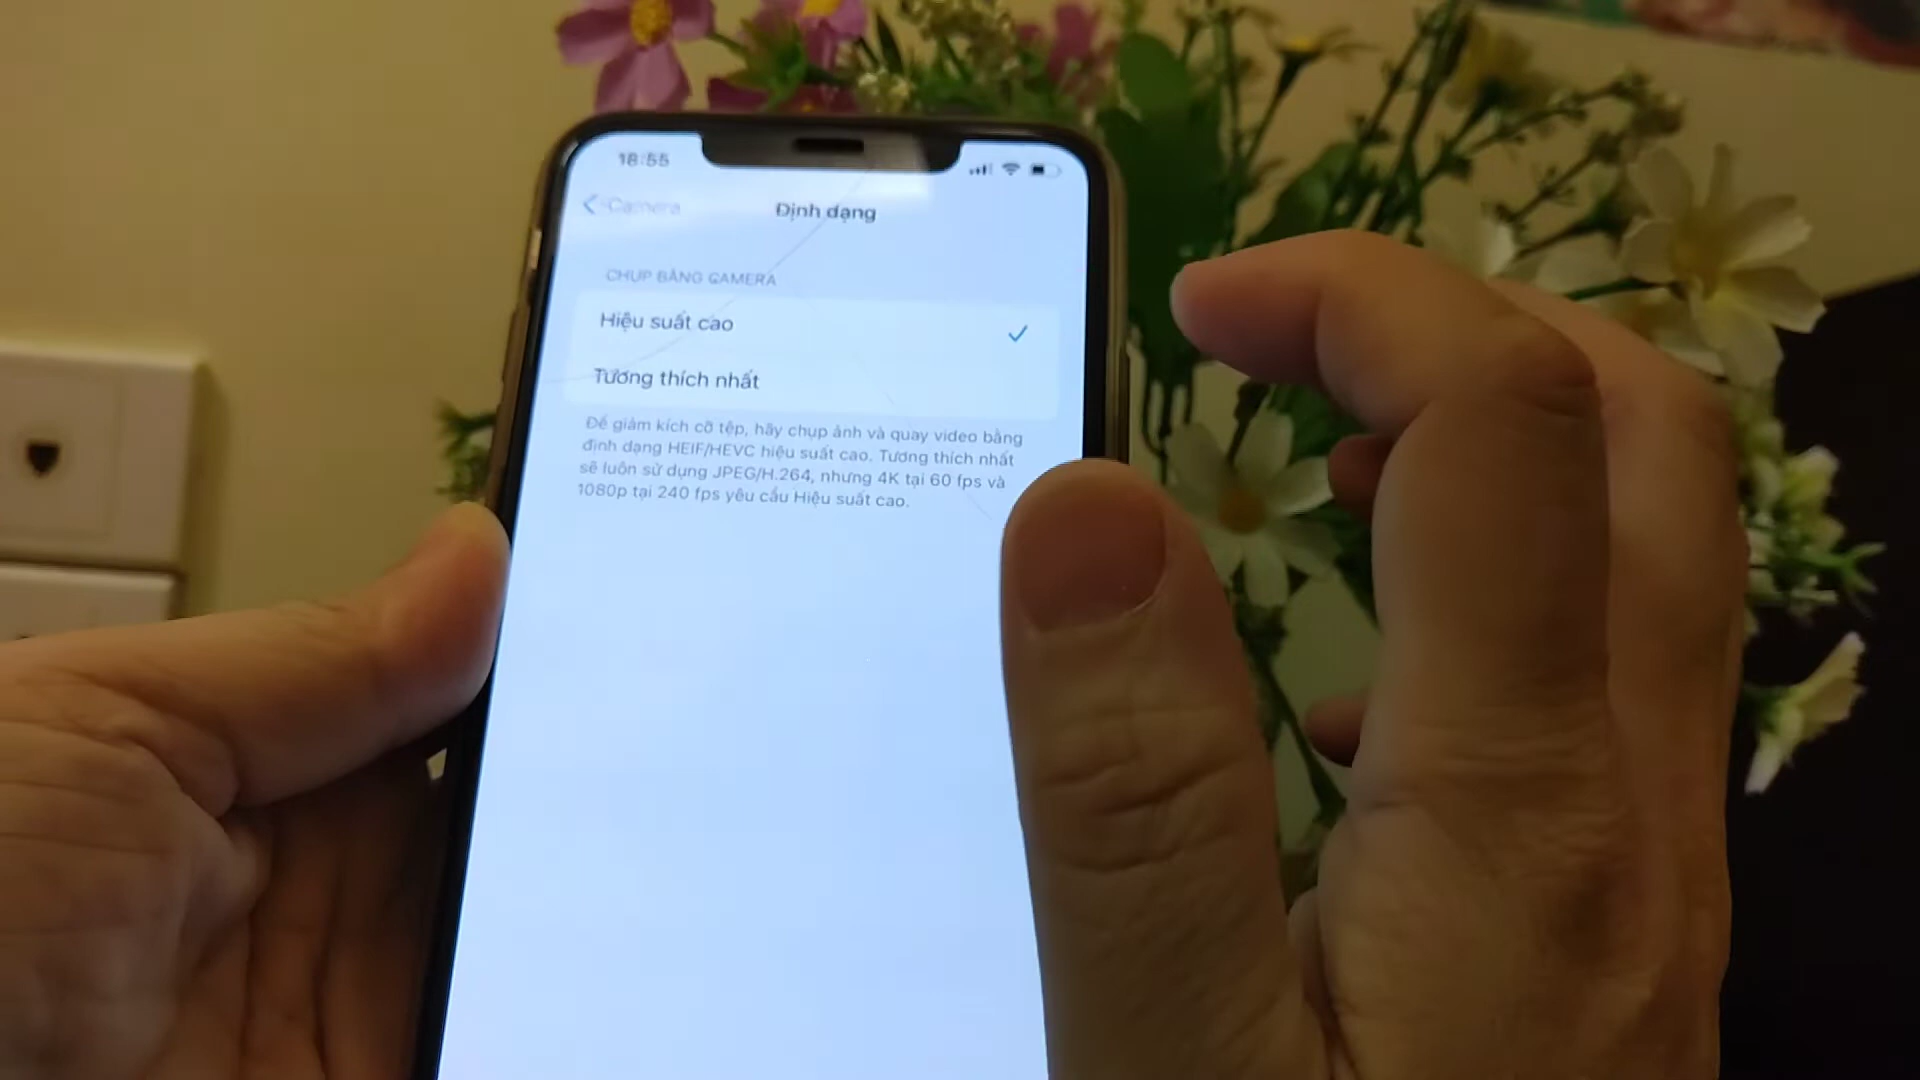 18:55
Camera
Định dạng
CHỤP BẰNG CAMERA
Hiệu suất cao
Tương thích nhất
Để giảm kích cỡ tệp, hãy chụp ảnh và quay video bằng
định dạng HEIF/HEVC hiệu suất cao. Tương thích nhất
sẽ luôn sử dụng JPEG/H.264, nhưng 4K tại 60 fps và
1080p tại 240 fps yêu cầu Hiệu suất cao.